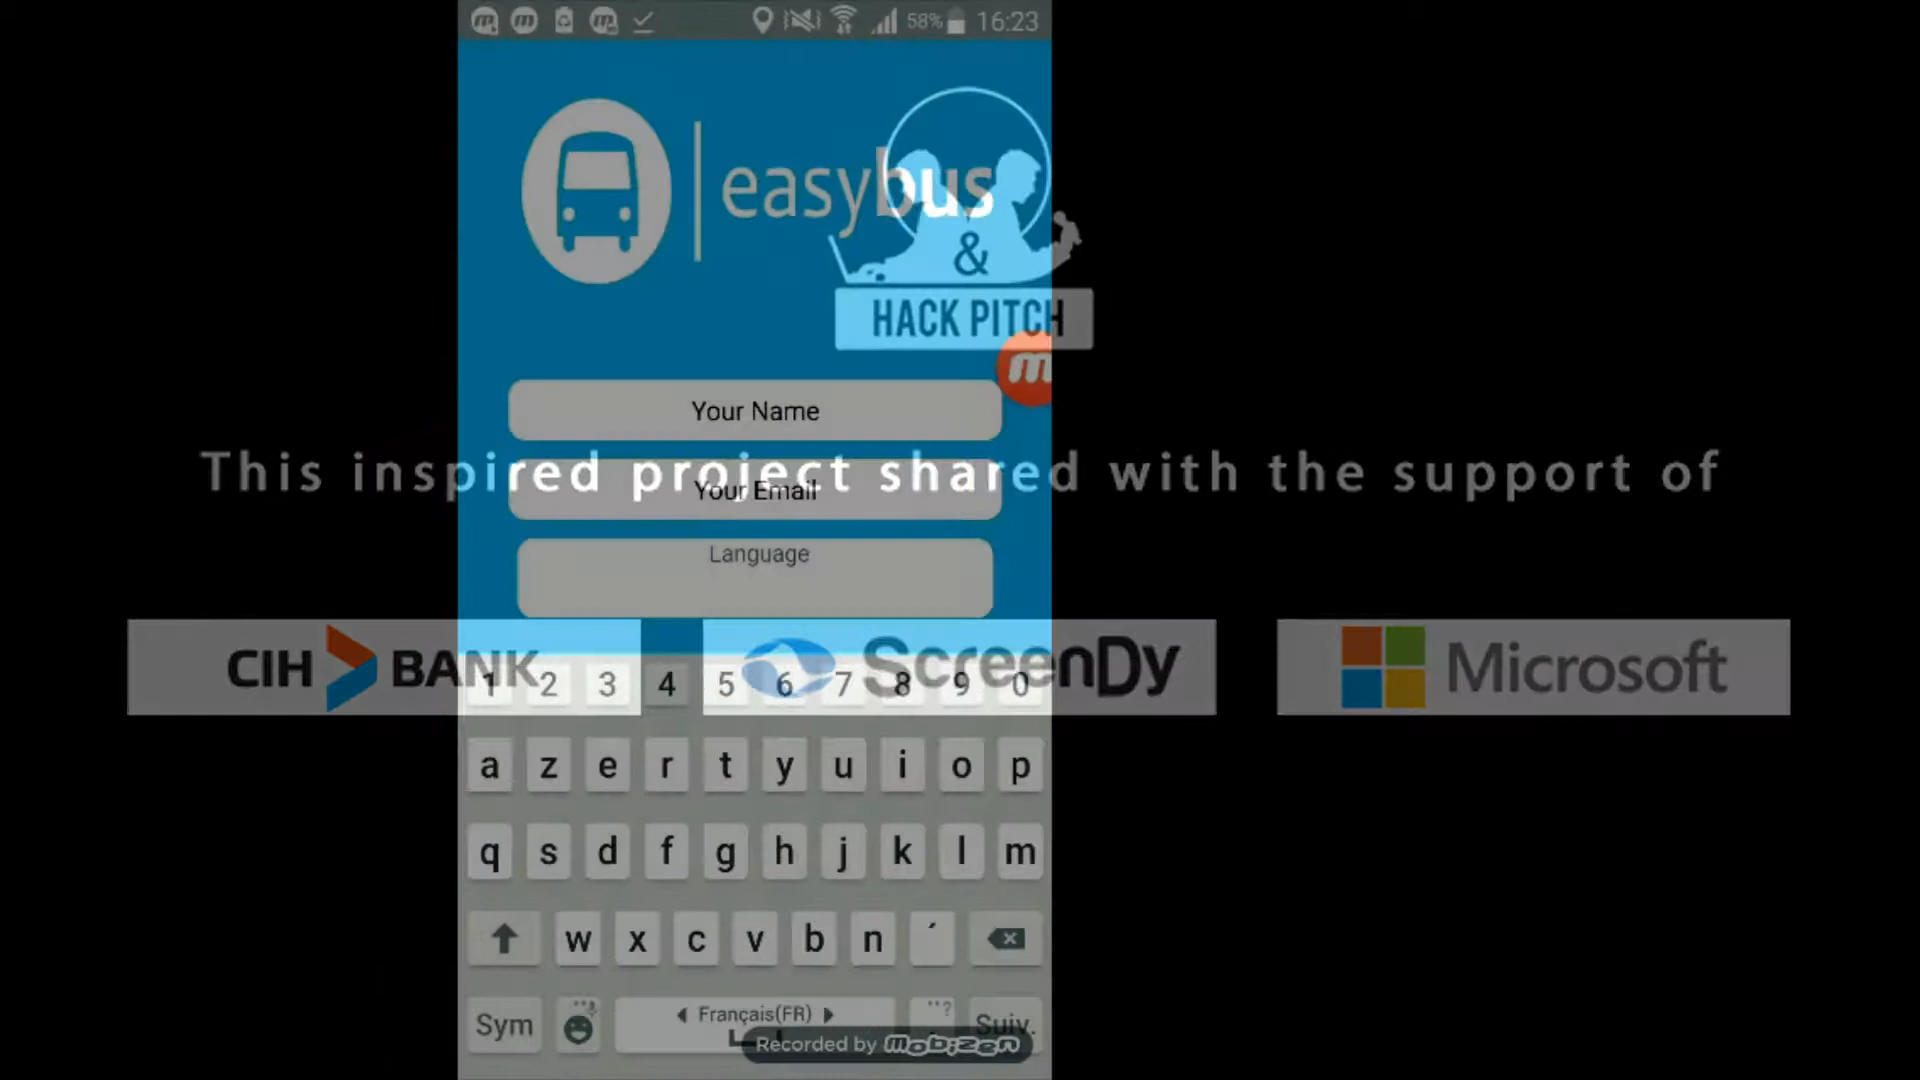 58% 16:23
easybus
&
HACK PITCH
Your Name
This inspired project shared with the support of
Your Email
Language
CIH BANK ScreenDy Microsoft
1 2 3 4 5 6 7 8 9 0
a z e r t y u i o p
q s d f g h j k l m
w x c v b n ´
Sym Français(FR) Suiv.
Recorded by Mobizen